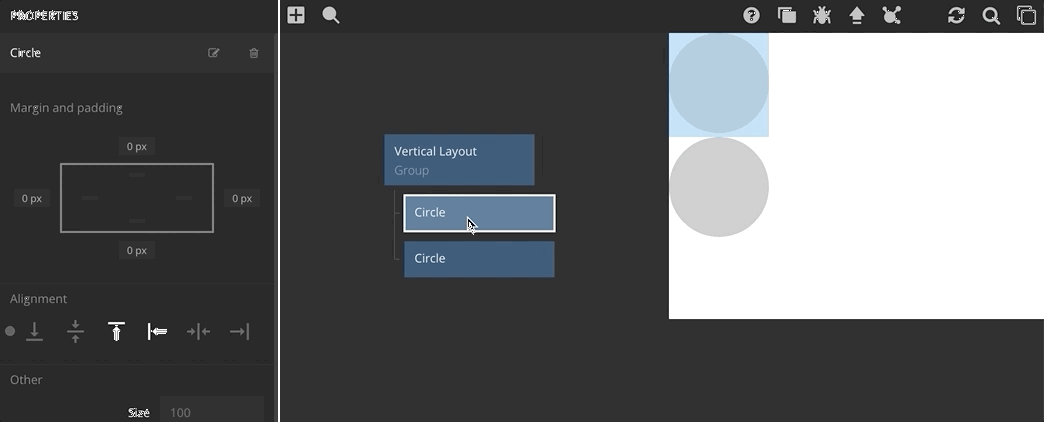 PROPERTIES
Circle
Margin and padding
0 px
0 px
0 px
0 px
Alignment
Other
Size 100
Vertical Layout
Group
Circle
Circle